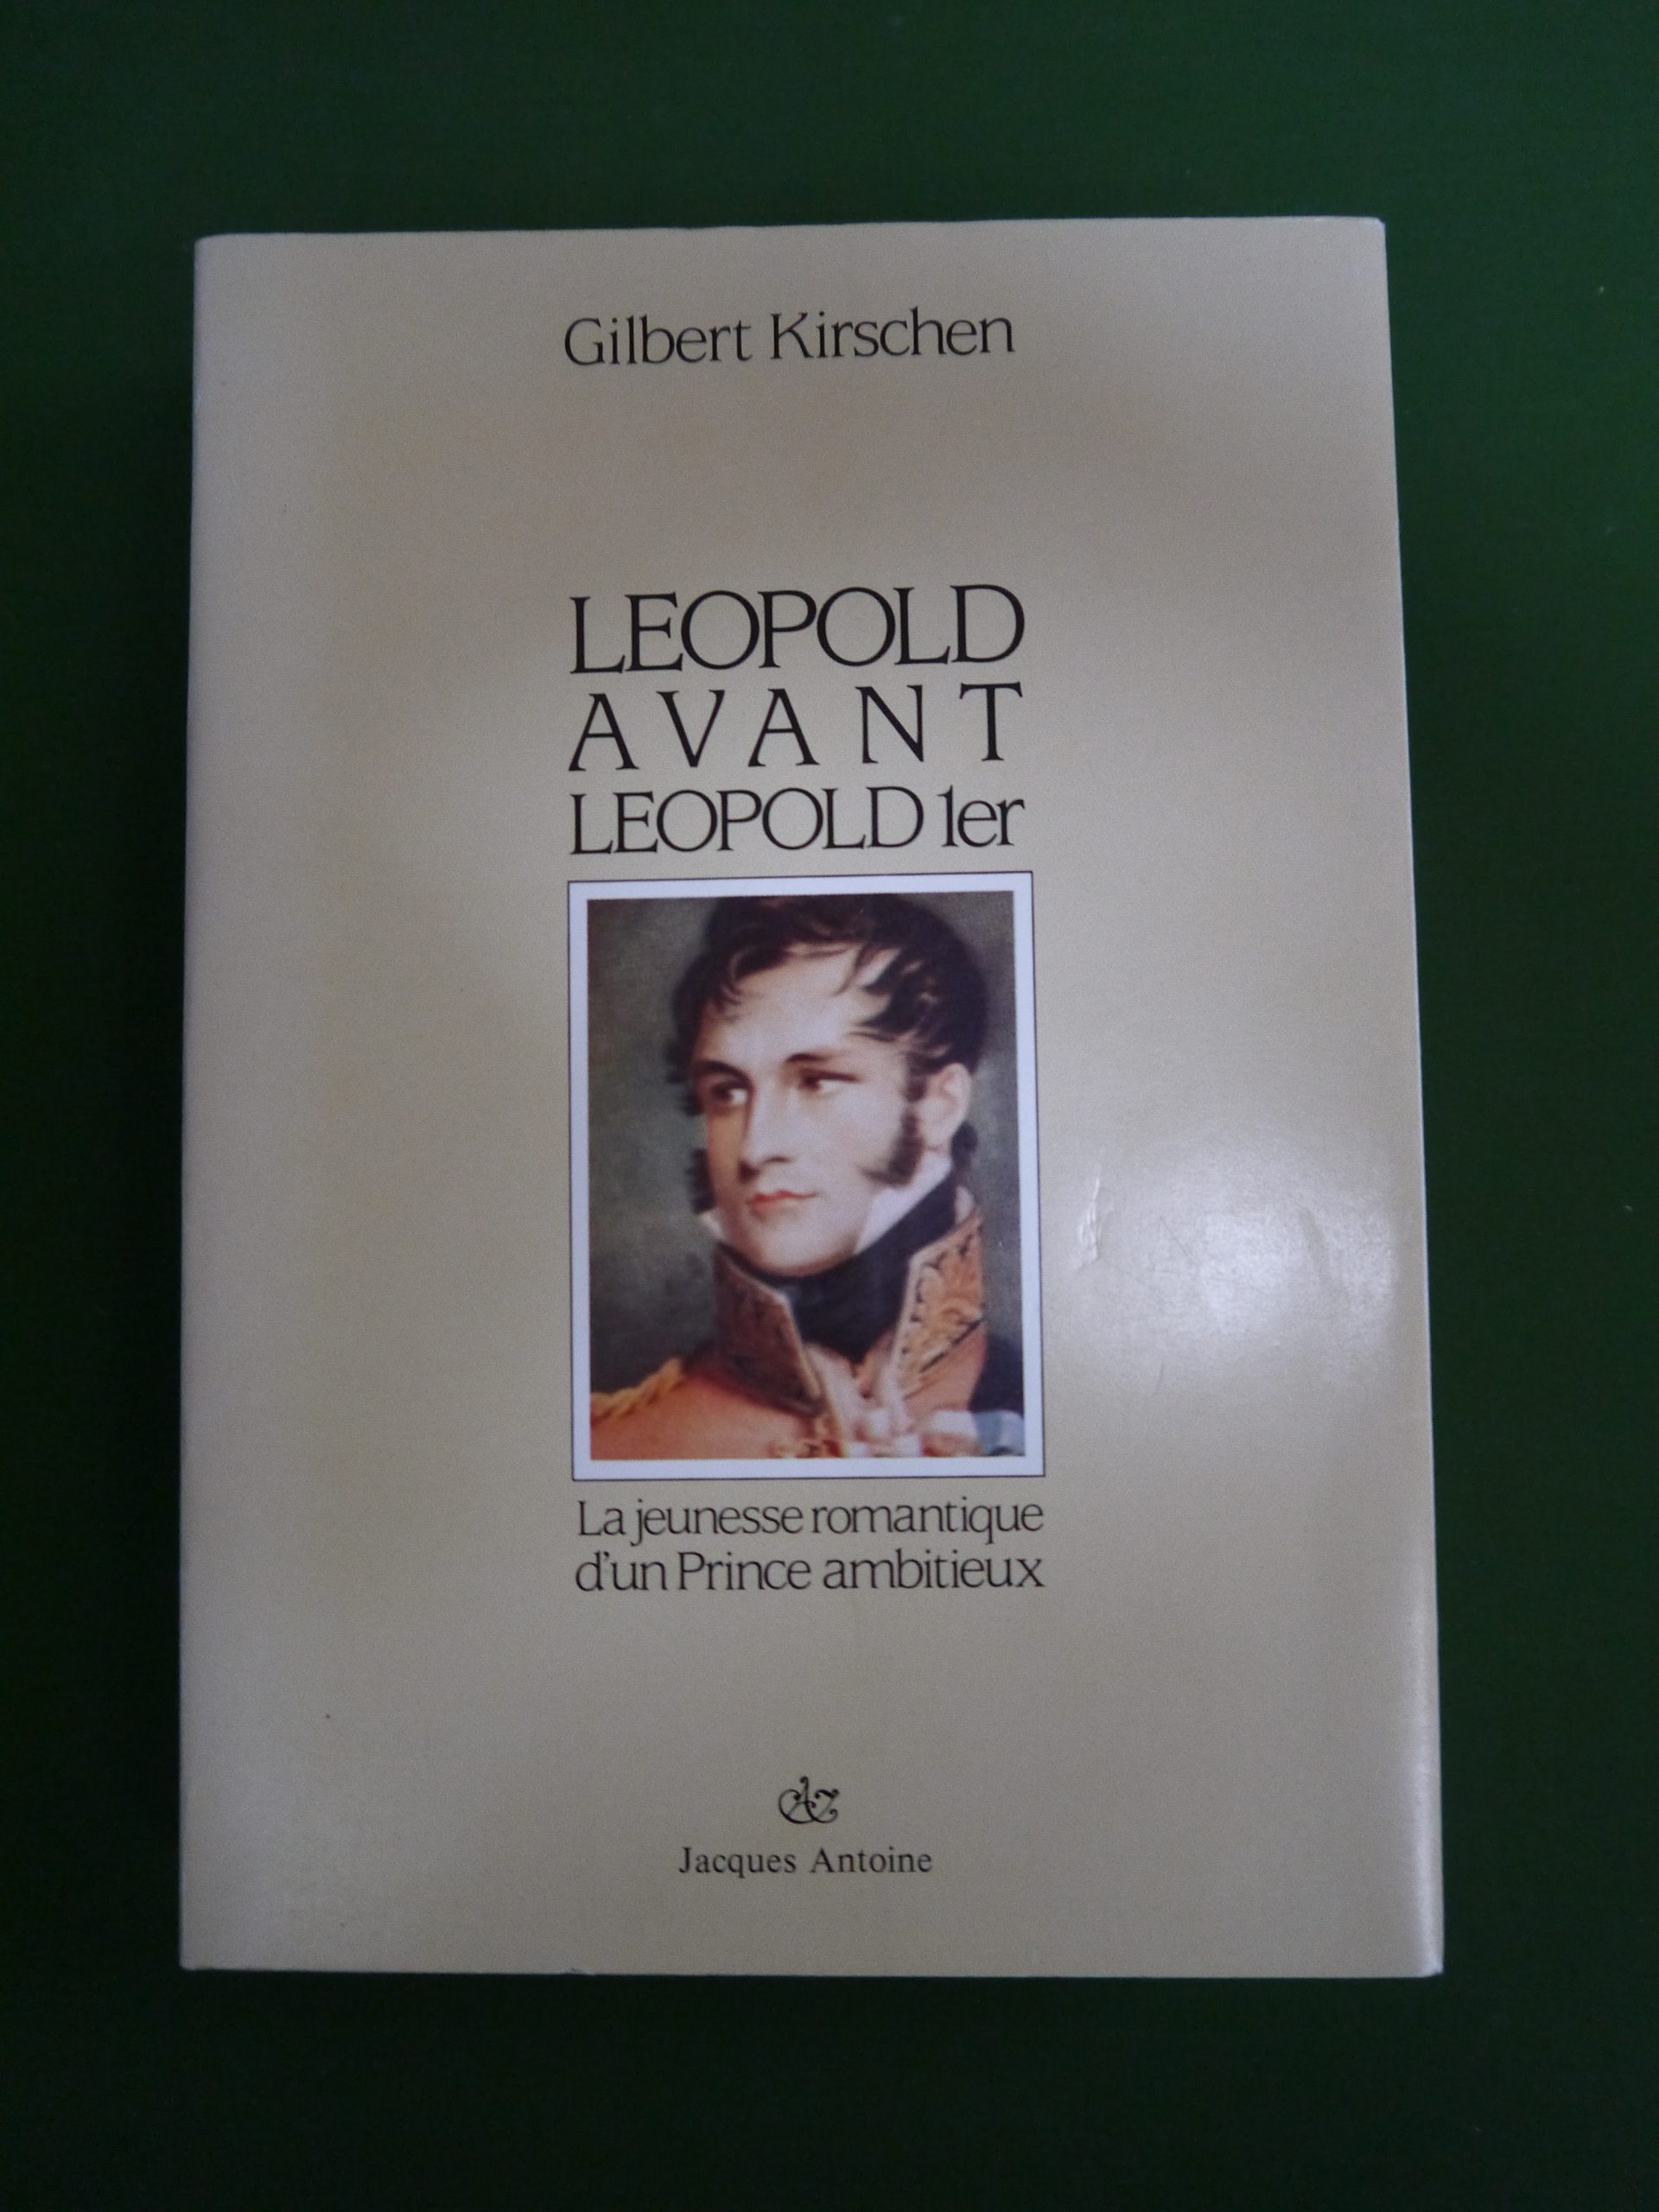 Gilbert Kirschen
LEOPOLD
AVANT
LEOPOLD 1er
La jeunesse romantique
d'un Prince ambitieux
Jacques Antoine